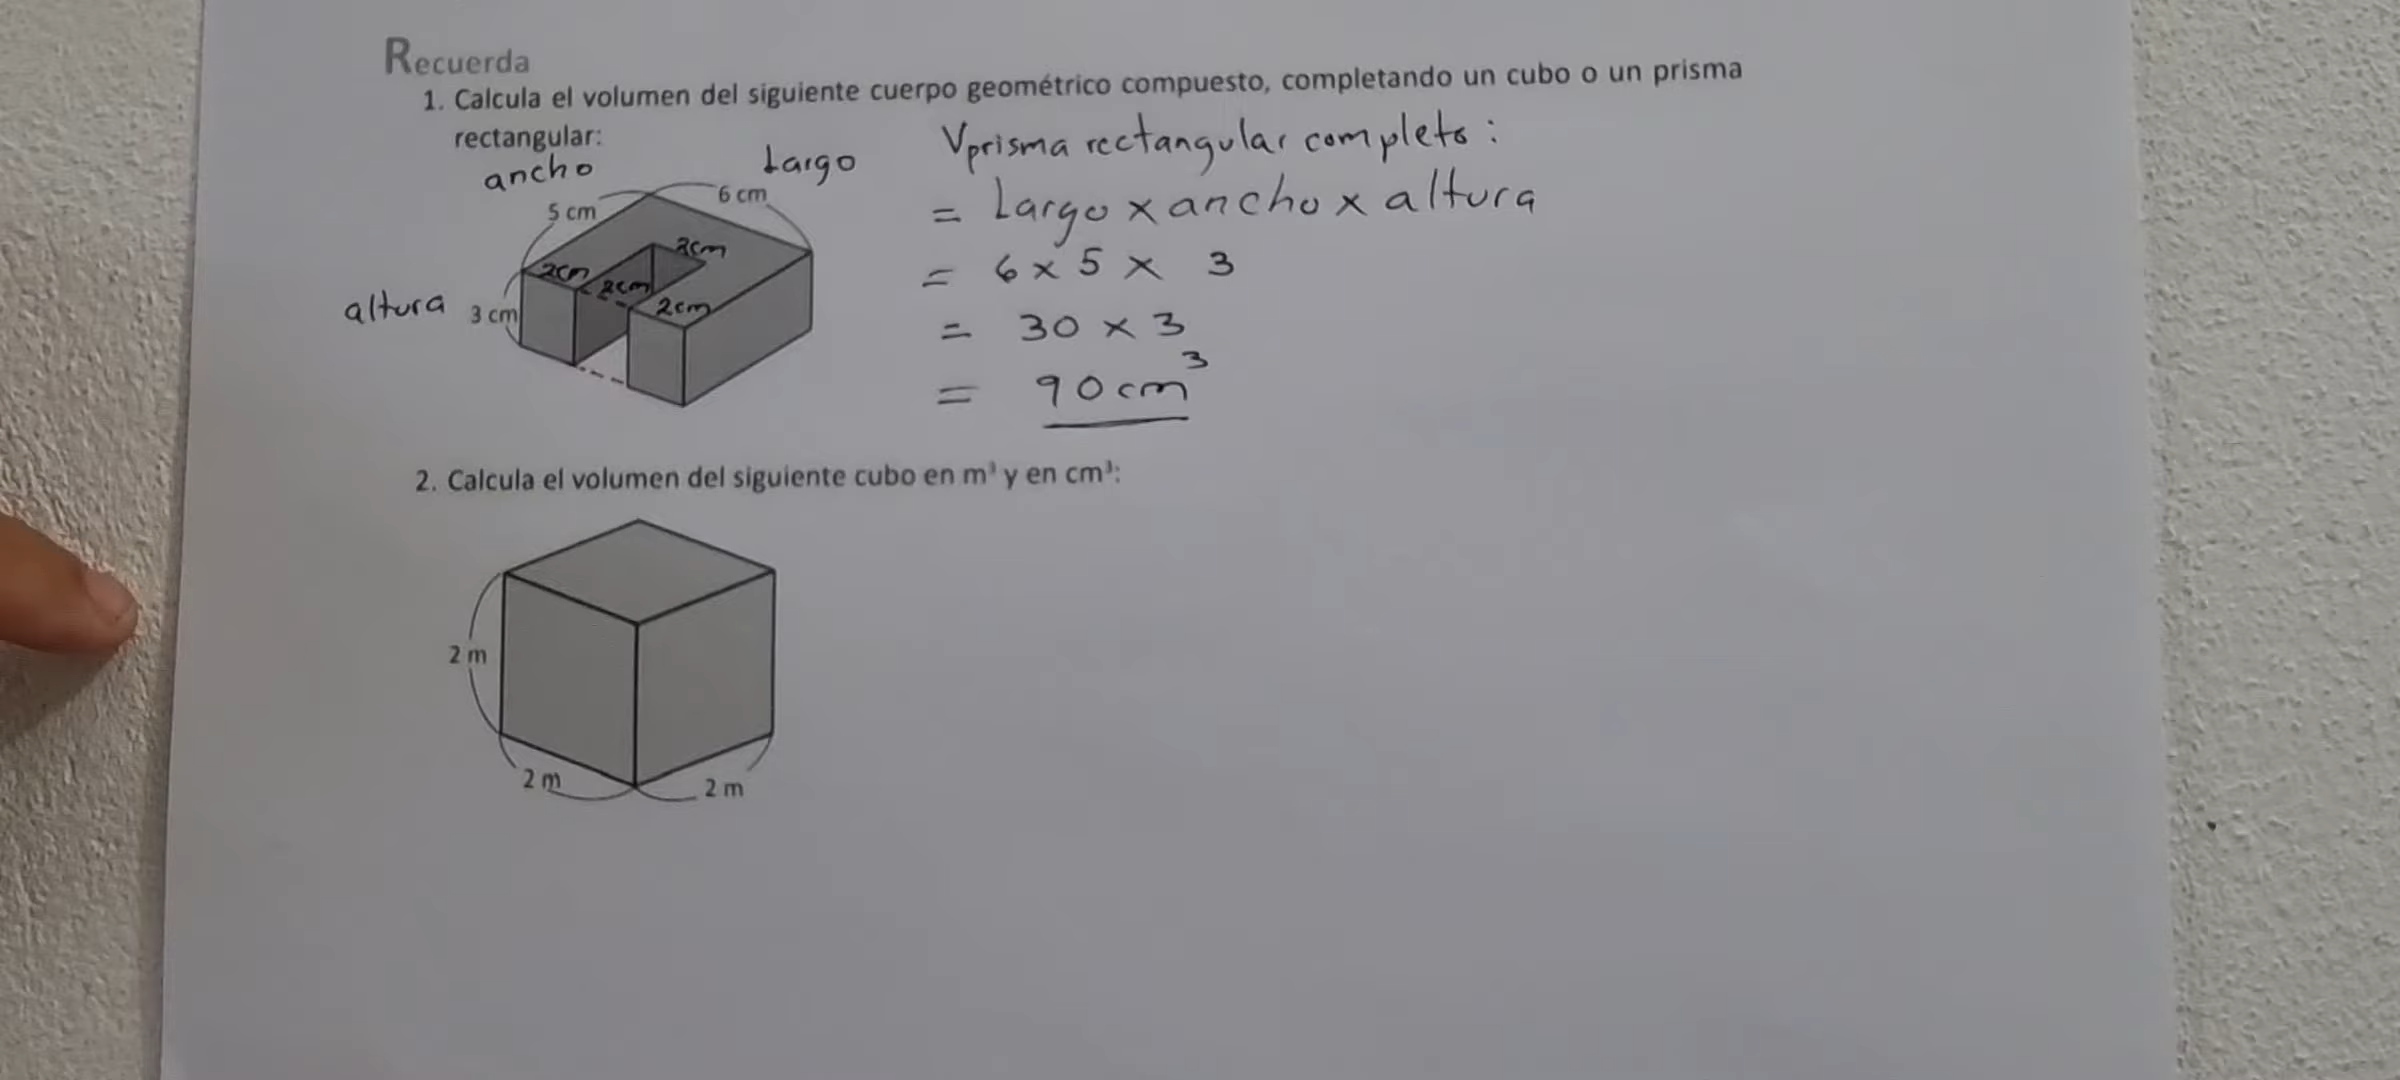 Recuerda
1. Calcula el volumen del siguiente cuerpo geométrico compuesto, completando un cubo o un prisma
rectangular:
ancho
Largo
5 cm
6 cm
2cm
2cm
2cm
2cm
altura
3 cm
Vprisma rectangular completo:
= Largo x ancho x altura
= 6 x 5 x 3
= 30 x 3
= 90cm³
2. Calcula el volumen del siguiente cubo en m³ y en cm³:
2 m
2 m
2 m